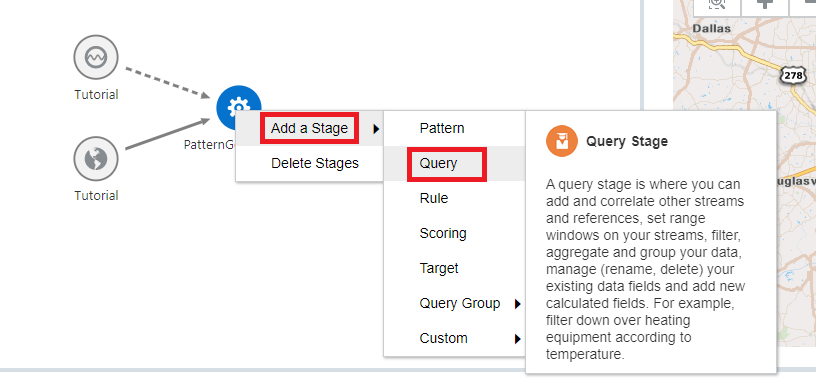 Dallas
278
Tutorial
Tutorial
PatternG
Add a Stage
Delete Stages
Pattern
Query
Rule
Scoring
Target
Query Group
Custom
Query Stage
A query stage is where you can
add and correlate other streams
and references, set range
windows on your streams, filter,
aggregate and group your data,
manage (rename, delete) your
existing data fields and add new
calculated fields. For example,
filter down over heating
equipment according to
temperature.
uglasv